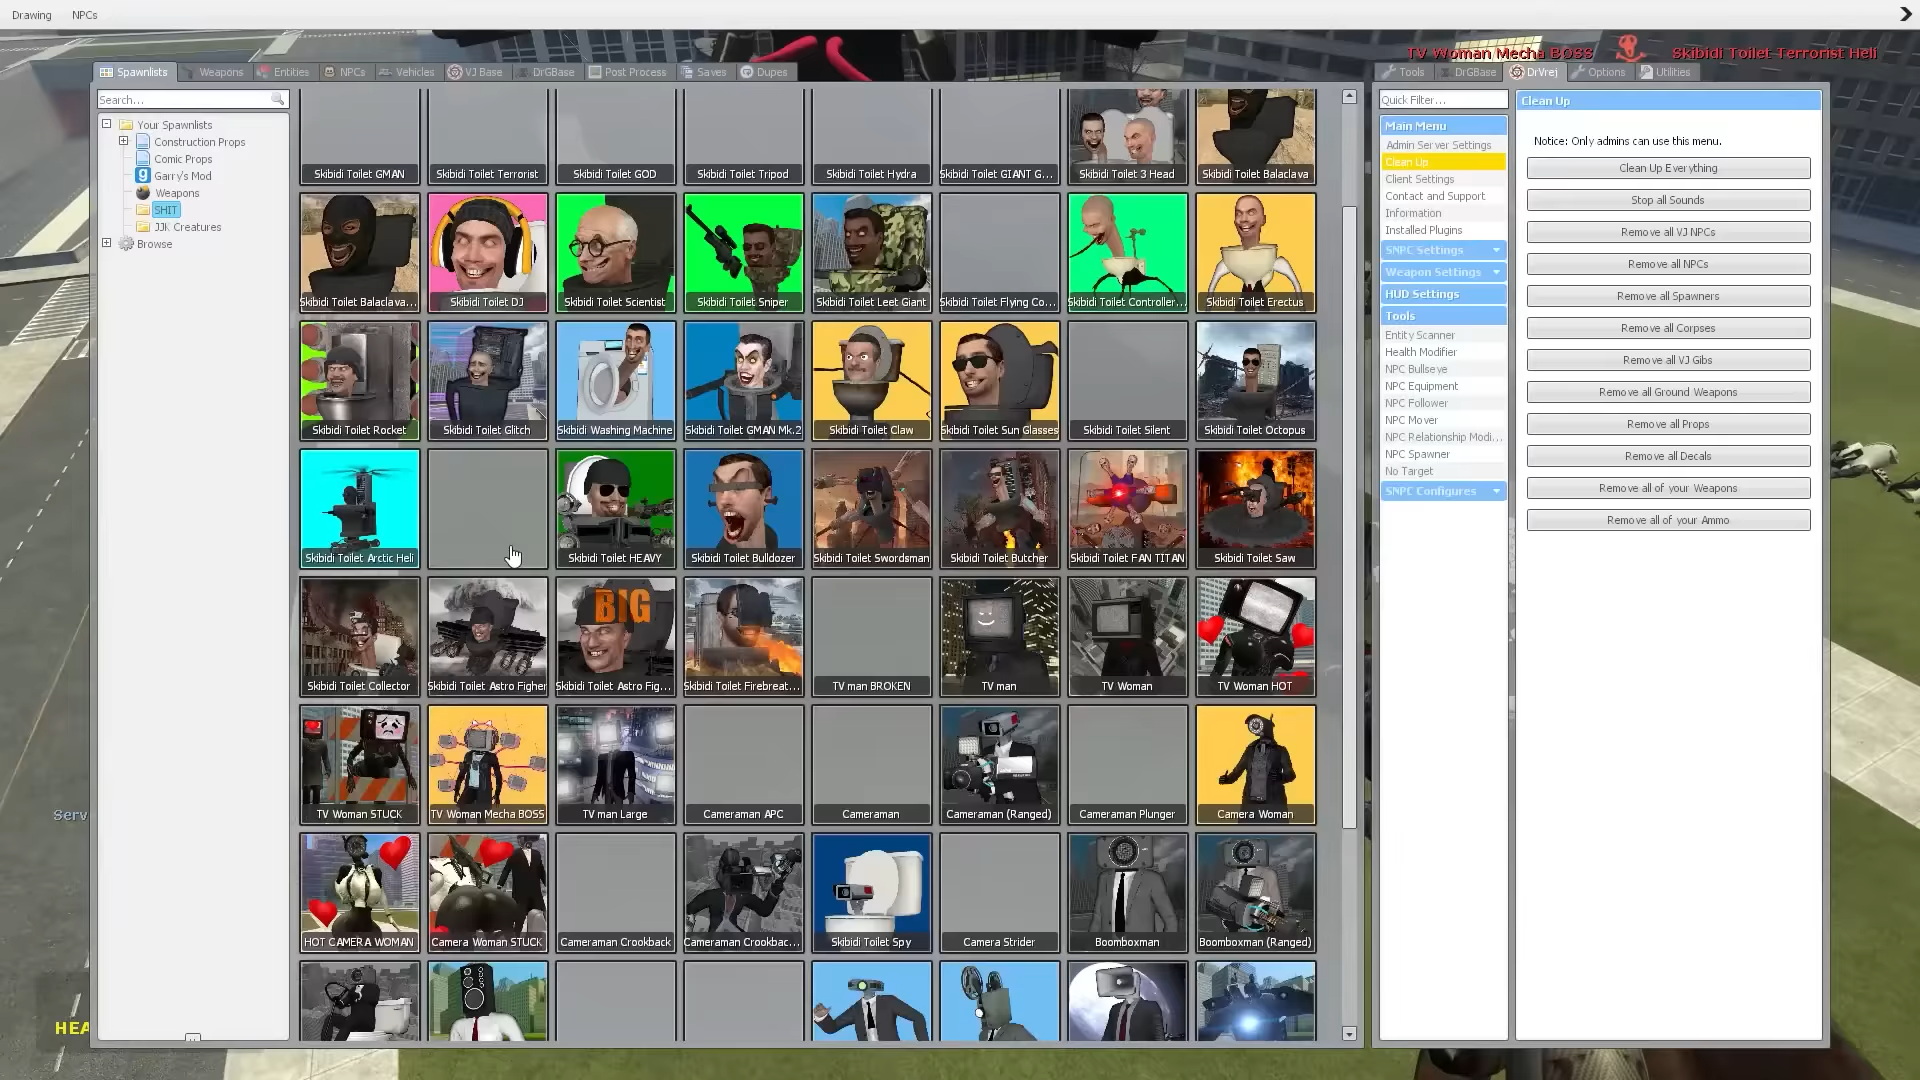 Drawing NPCs
TV Woman Mecha BOSS Skibidi Toilet Terrorist Heli
Spawnlists Weapons Entities NPCs Vehicles VJ Base DrGBase Post Process Saves Dupes
Tools DrGBase DrVrej Options Utilities
Search...
Your Spawnlists
Construction Props
Comic Props
Garry's Mod
Weapons
SHIT
JJK Creatures
Browse
Skibidi Toilet GMAN Skibidi Toilet Terrorist Skibidi Toilet GOD Skibidi Toilet Tripod Skibidi Toilet Hydra Skibidi Toilet GIANT G... Skibidi Toilet 3 Head Skibidi Toilet Balaclava
Skibidi Toilet Balaclava... Skibidi Toilet DJ Skibidi Toilet Scientist Skibidi Toilet Sniper Skibidi Toilet Leet Giant Skibidi Toilet Flying Co... Skibidi Toilet Controller... Skibidi Toilet Erectus
Skibidi Toilet Rocket Skibidi Toilet Glitch Skibidi Washing Machine Skibidi Toilet GMAN Mk.2 Skibidi Toilet Claw Skibidi Toilet Sun Glasses Skibidi Toilet Silent Skibidi Toilet Octopus
Skibidi Toilet Arctic Heli Skibidi Toilet HEAVY Skibidi Toilet Bulldozer Skibidi Toilet Swordsman Skibidi Toilet Butcher Skibidi Toilet FAN TITAN Skibidi Toilet Saw
BIG
Skibidi Toilet Collector Skibidi Toilet Astro Figher Skibidi Toilet Astro Fig... Skibidi Toilet Firebreat... TV man BROKEN TV man TV Woman TV Woman HOT
TV Woman STUCK TV Woman Mecha BOSS TV man Large Cameraman APC Cameraman Cameraman (Ranged) Cameraman Plunger Camera Woman
HOT CAMERA WOMAN Camera Woman STUCK Cameraman Crookback Cameraman Crookbac... Skibidi Toilet Spy Camera Strider Boomboxman Boomboxman (Ranged)
Serv
HEA
Quick Filter...
Main Menu
Admin Server Settings
Clean Up
Client Settings
Contact and Support
Information
Installed Plugins
SNPC Settings
Weapon Settings
HUD Settings
Tools
Entity Scanner
Health Modifier
NPC Bullseye
NPC Equipment
NPC Follower
NPC Mover
NPC Relationship Modi...
NPC Spawner
No Target
SNPC Configures
Clean Up
Notice: Only admins can use this menu.
Clean Up Everything
Stop all Sounds
Remove all VJ NPCs
Remove all NPCs
Remove all Spawners
Remove all Corpses
Remove all VJ Gibs
Remove all Ground Weapons
Remove all Props
Remove all Decals
Remove all of your Weapons
Remove all of your Ammo